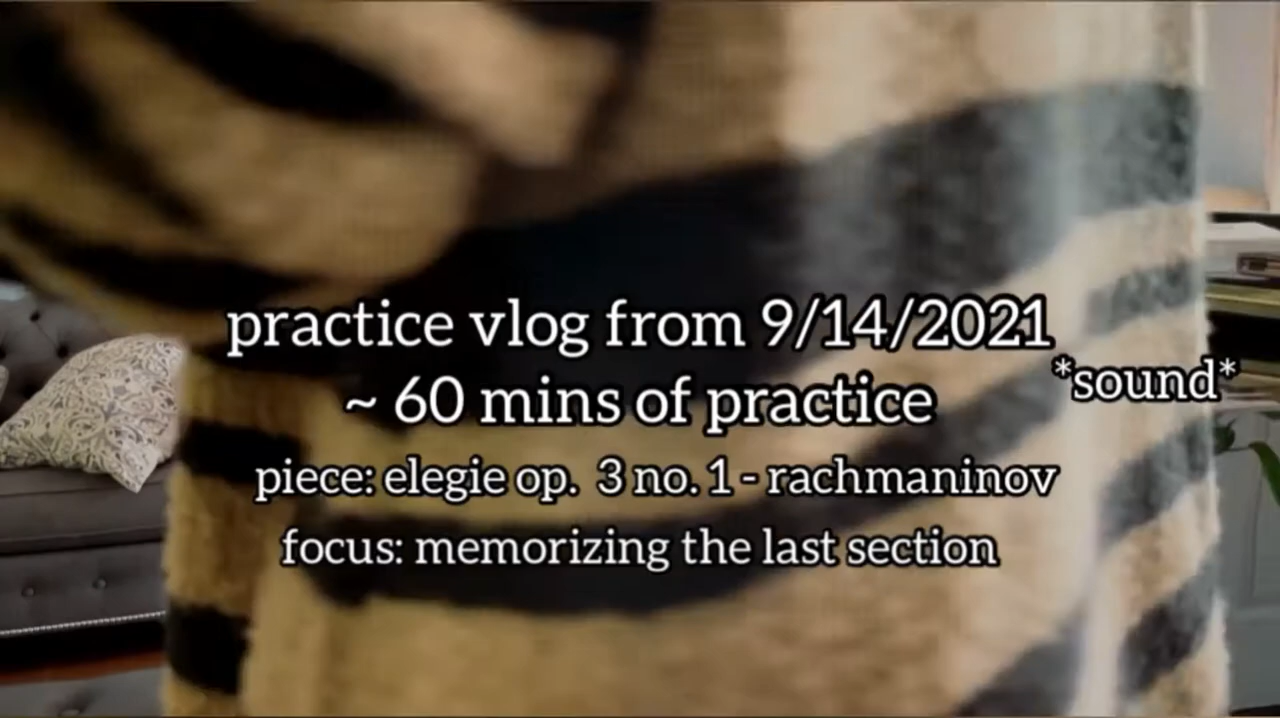 practice vlog from 9/14/2021
*sound*
~ 60 mins of practice
piece: elegie op. 3 no. 1 - rachmaninov
focus: memorizing the last section